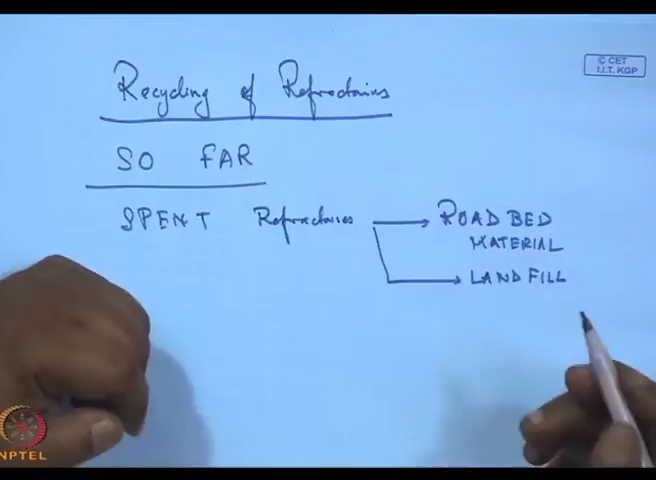 © CET
I.I.T. KGP
Recycling of Refractories
SO FAR
SPENT Refractories → ROAD BED
MATERIAL
→ LAND FILL
NPTEL